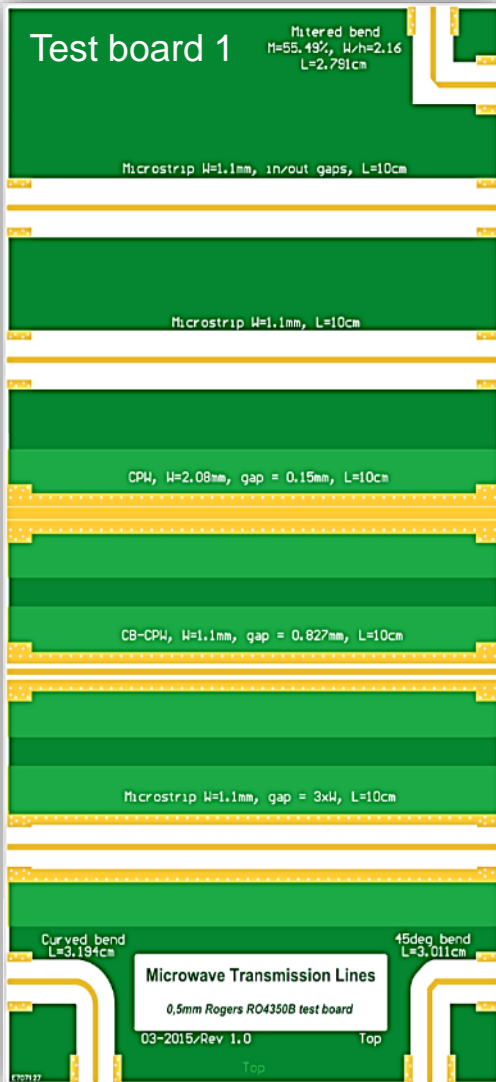 Test board 1
Mitered bend
M=55.49%, W/h=2.16
L=2.791cm
Microstrip W=1.1mm, in/out gaps, L=10cm
Microstrip W=1.1mm, L=10cm
CPW, W=2.08mm, gap = 0.15mm, L=10cm
CB-CPW, W=1.1mm, gap = 0.827mm, L=10cm
Microstrip W=1.1mm, gap = 3xW, L=10cm
Curved bend
L=3.194cm
45deg bend
L=3.011cm
Microwave Transmission Lines
0,5mm Rogers RO4350B test board
03-2015/Rev 1.0
Top
Top
E707127